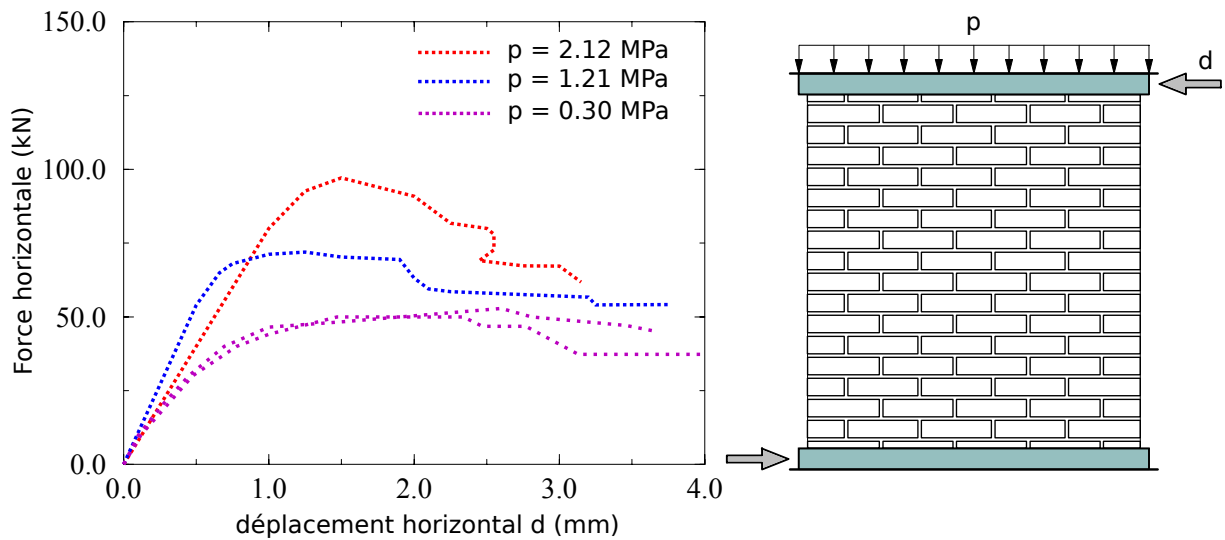 150.0
100.0
50.0
0.0
Force horizontale (kN)
p = 2.12 MPa
p = 1.21 MPa
p = 0.30 MPa
0.0 1.0 2.0 3.0 4.0
déplacement horizontal d (mm)
p
d